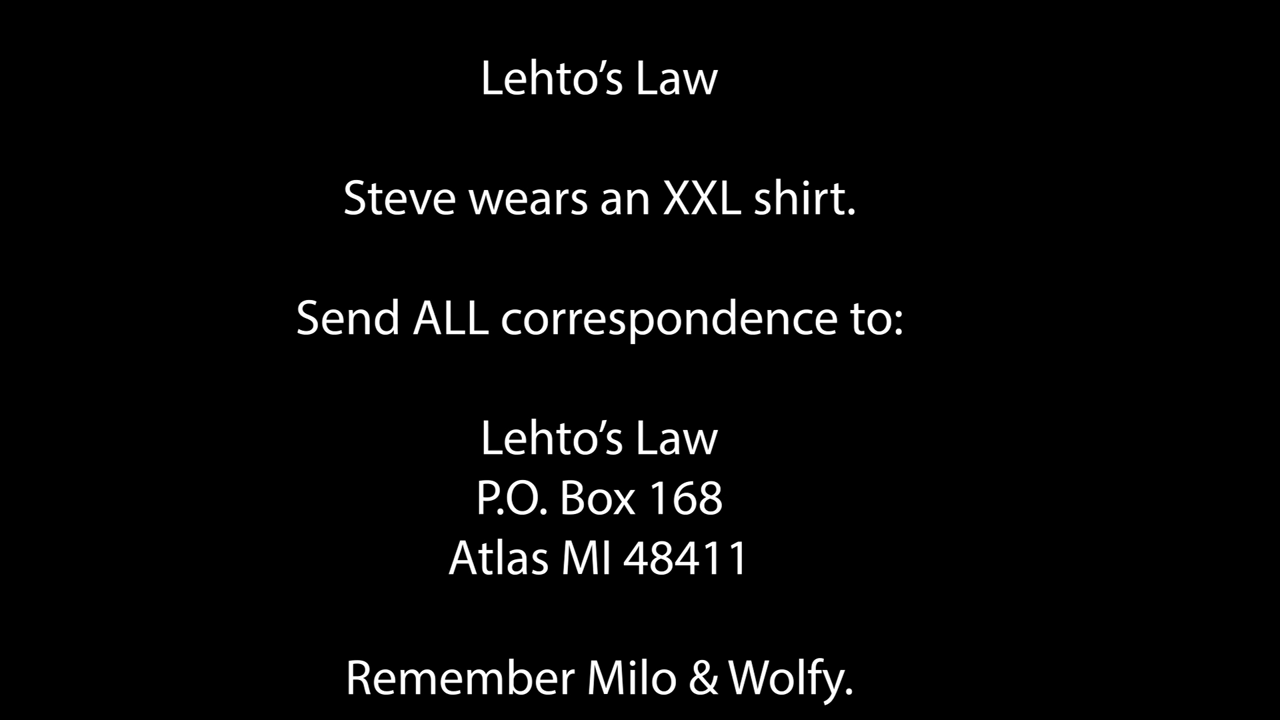 Lehto’s Law
Steve wears an XXL shirt.
Send ALL correspondence to:
Lehto’s Law
P.O. Box 168
Atlas MI 48411
Remember Milo & Wolfy.